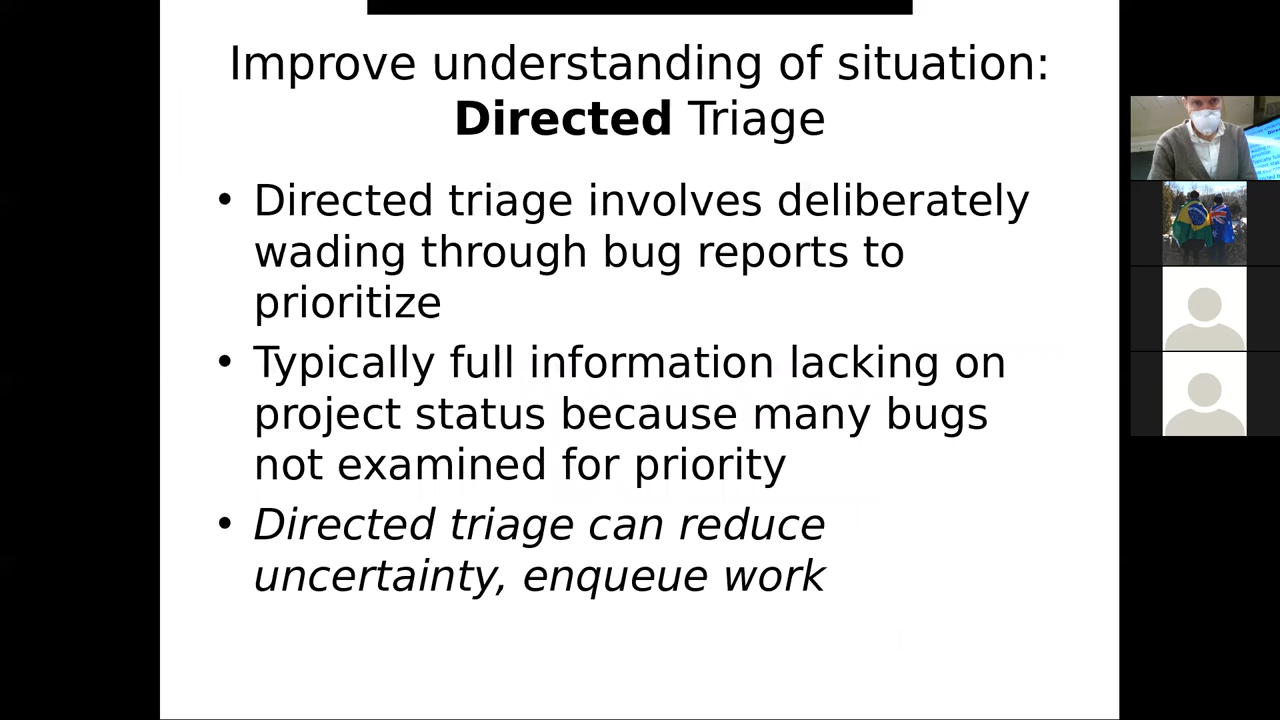 Improve understanding of situation:
Directed Triage
• Directed triage involves deliberately
wading through bug reports to
prioritize
• Typically full information lacking on
project status because many bugs
not examined for priority
• Directed triage can reduce
uncertainty, enqueue work